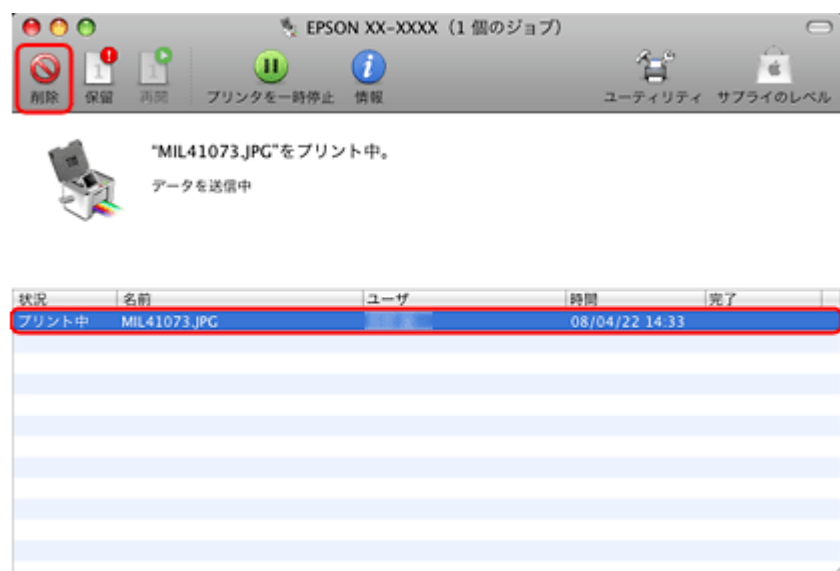 EPSON XX-XXXX（1 個のジョブ）
削除 保留 再開 プリンタを一時停止 情報 ユーティリティ サプライのレベル
"MIL41073.JPG"をプリント中。
データを送信中
状況 名前 ユーザ 時間 完了
プリント中 MIL41073.JPG 08/04/22 14:33